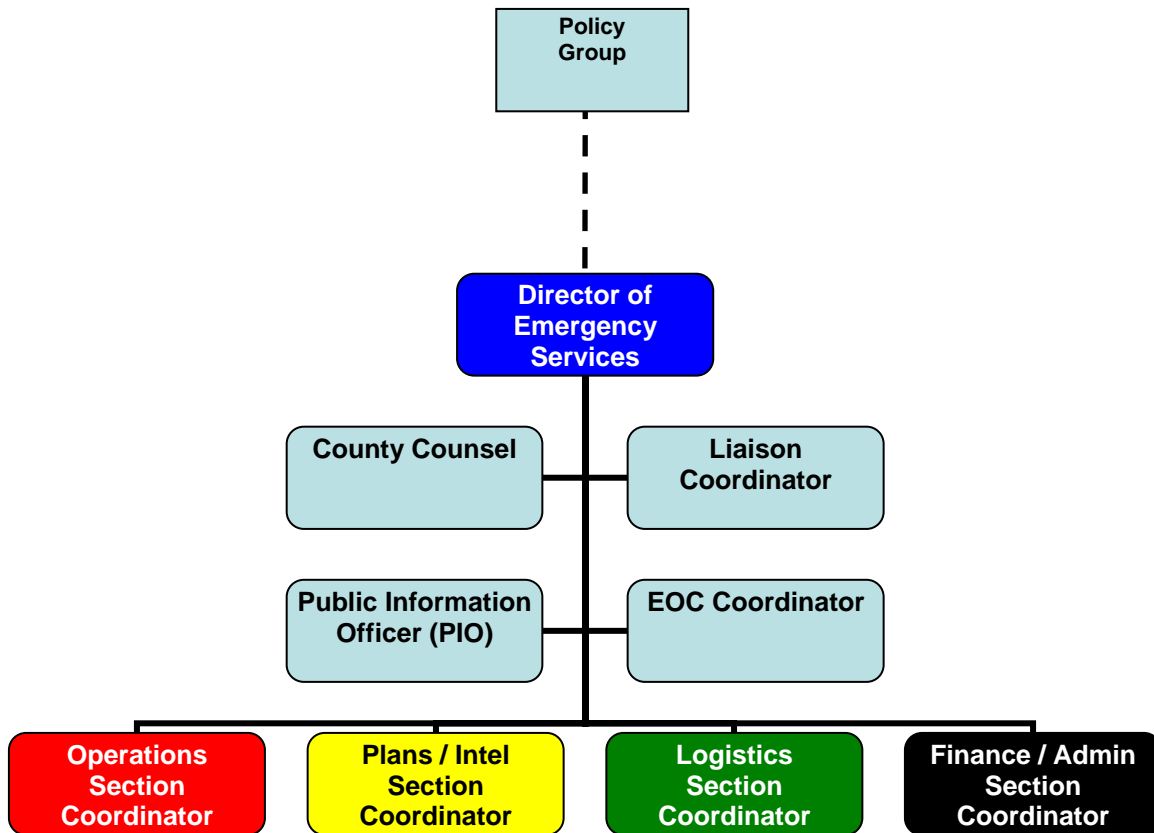 Policy
Group
Director of
Emergency
Services
County Counsel
Liaison
Coordinator
Public Information
Officer (PIO)
EOC Coordinator
Operations
Section
Coordinator
Plans / Intel
Section
Coordinator
Logistics
Section
Coordinator
Finance / Admin
Section
Coordinator